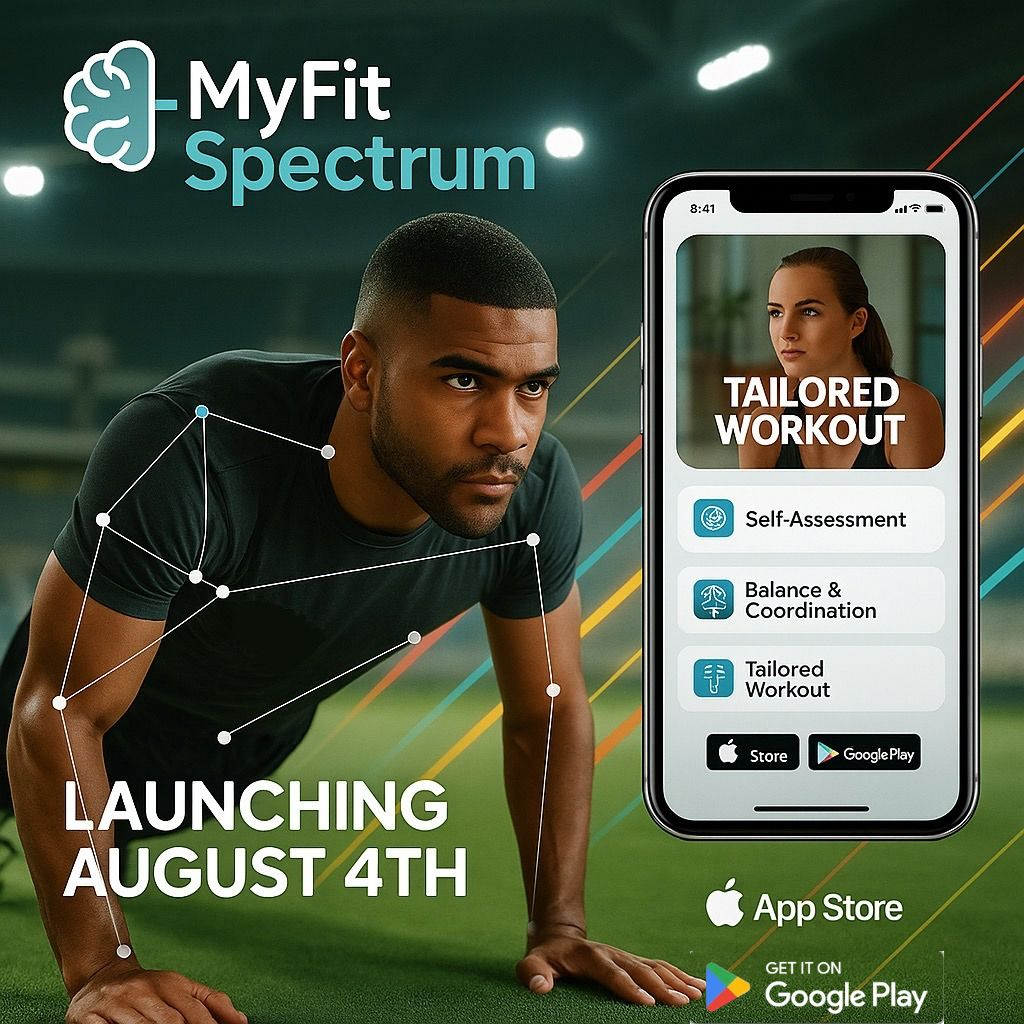 MyFit
Spectrum
8:41
TAILORED
WORKOUT
Self-Assessment
Balance &
Coordination
Tailored
Workout
Store
Google Play
LAUNCHING
AUGUST 4TH
App Store
GET IT ON
Google Play